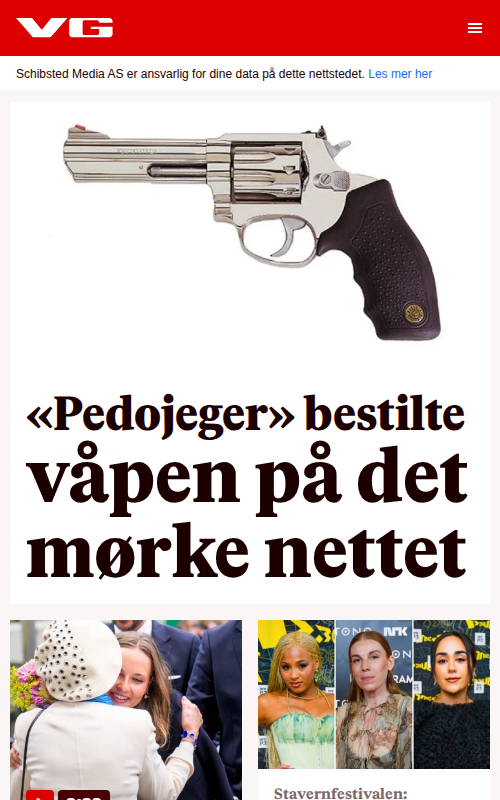 VG
Schibsted Media AS er ansvarlig for dine data på dette nettstedet. Les mer her
«Pedojeger» bestilte
våpen på det
mørke nettet
NRK
Stavernfestivalen: